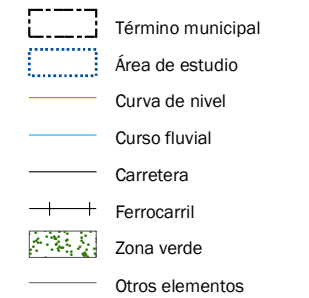 Término municipal
Área de estudio
Curva de nivel
Curso fluvial
Carretera
Ferrocarril
Zona verde
Otros elementos